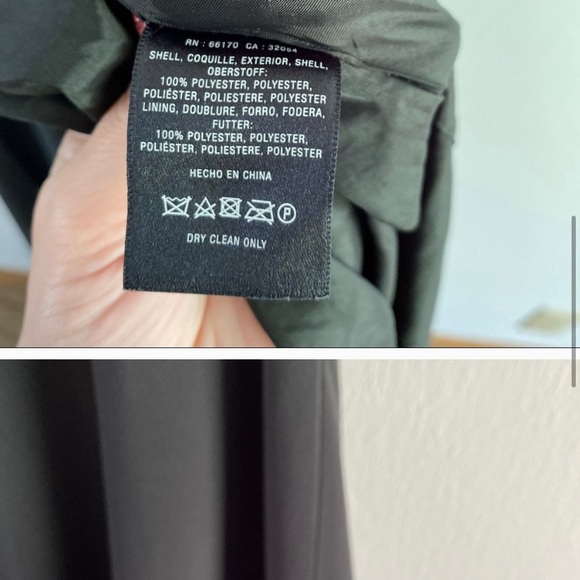 RN : 66170 CA : 32054
SHELL, COQUILLE, EXTERIOR, SHELL,
OBERSTOFF:
100% POLYESTER, POLYESTER,
POLIÉSTER, POLIESTERE, POLYESTER
LINING, DOUBLURE, FORRO, FODERA,
FUTTER:
100% POLYESTER, POLYESTER,
POLIÉSTER, POLIESTERE, POLYESTER
HECHO EN CHINA
P
DRY CLEAN ONLY